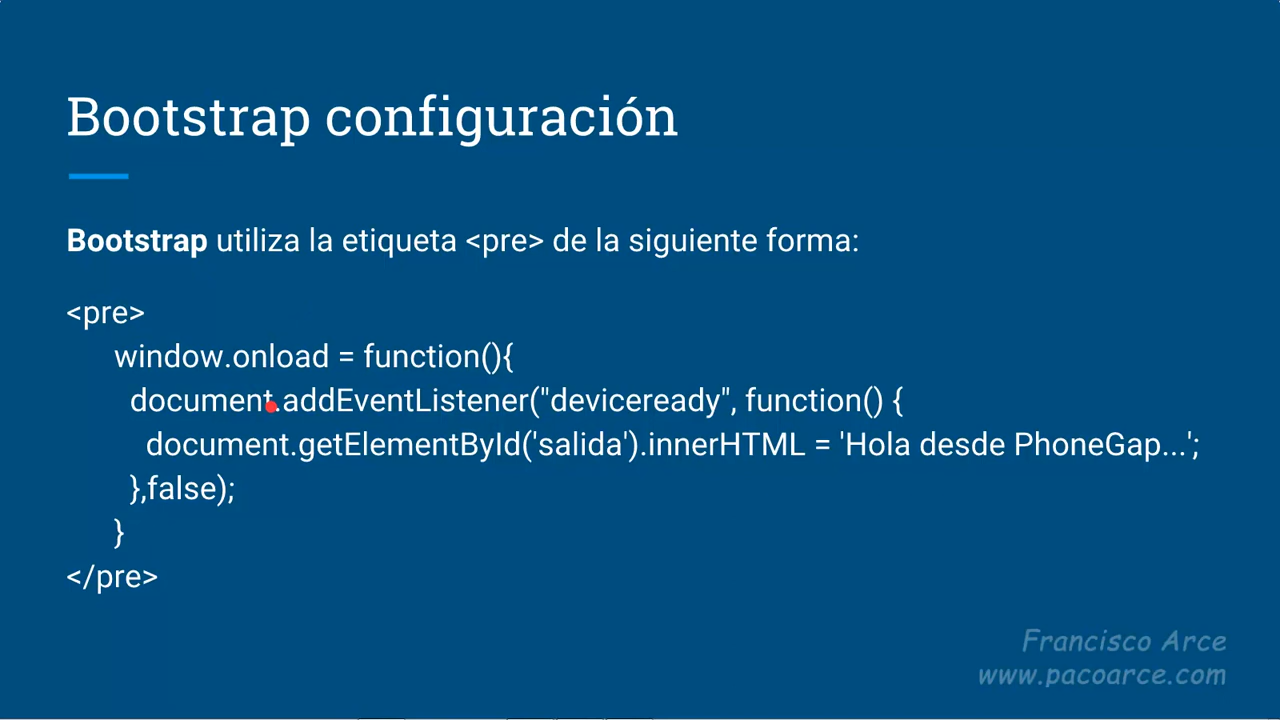 Bootstrap configuración
Bootstrap utiliza la etiqueta <pre> de la siguiente forma:
<pre>
window.onload = function(){
document.addEventListener("deviceready", function() {
document.getElementById('salida').innerHTML = 'Hola desde PhoneGap...';
},false);
}
</pre>
Francisco Arce
www.pacoarce.com